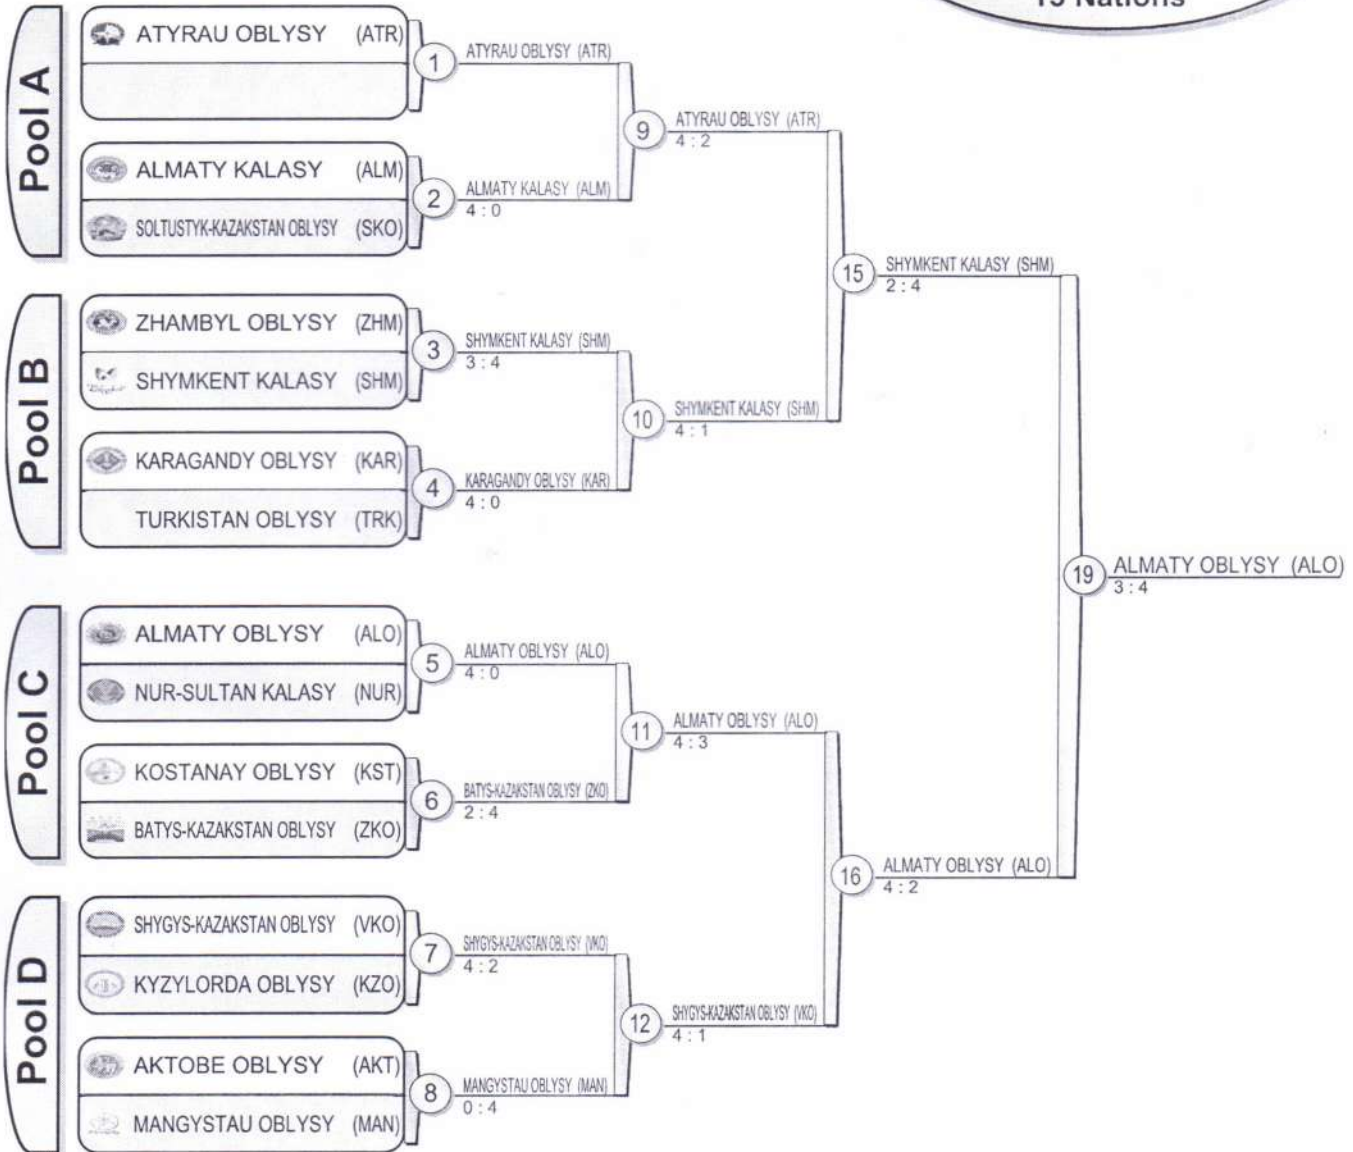 15 Nations
Pool A
ATYRAU OBLYSY (ATR)
ALMATY KALASY (ALM)
SOLTUSTYK-KAZAKSTAN OBLYSY (SKO)
1
ATYRAU OBLYSY (ATR)
2
ALMATY KALASY (ALM)
4 : 0
9
ATYRAU OBLYSY (ATR)
4 : 2
Pool B
ZHAMBYL OBLYSY (ZHM)
SHYMKENT KALASY (SHM)
KARAGANDY OBLYSY (KAR)
TURKISTAN OBLYSY (TRK)
3
SHYMKENT KALASY (SHM)
3 : 4
4
KARAGANDY OBLYSY (KAR)
4 : 0
10
SHYMKENT KALASY (SHM)
4 : 1
15
SHYMKENT KALASY (SHM)
2 : 4
Pool C
ALMATY OBLYSY (ALO)
NUR-SULTAN KALASY (NUR)
KOSTANAY OBLYSY (KST)
BATYS-KAZAKSTAN OBLYSY (ZKO)
5
ALMATY OBLYSY (ALO)
4 : 0
6
BATYS-KAZAKSTAN OBLYSY (ZKO)
2 : 4
11
ALMATY OBLYSY (ALO)
4 : 3
Pool D
SHYGYS-KAZAKSTAN OBLYSY (VKO)
KYZYLORDA OBLYSY (KZO)
AKTOBE OBLYSY (AKT)
MANGYSTAU OBLYSY (MAN)
7
SHYGYS-KAZAKSTAN OBLYSY (VKO)
4 : 2
8
MANGYSTAU OBLYSY (MAN)
0 : 4
12
SHYGYS-KAZAKSTAN OBLYSY (VKO)
4 : 1
16
ALMATY OBLYSY (ALO)
4 : 2
19
ALMATY OBLYSY (ALO)
3 : 4